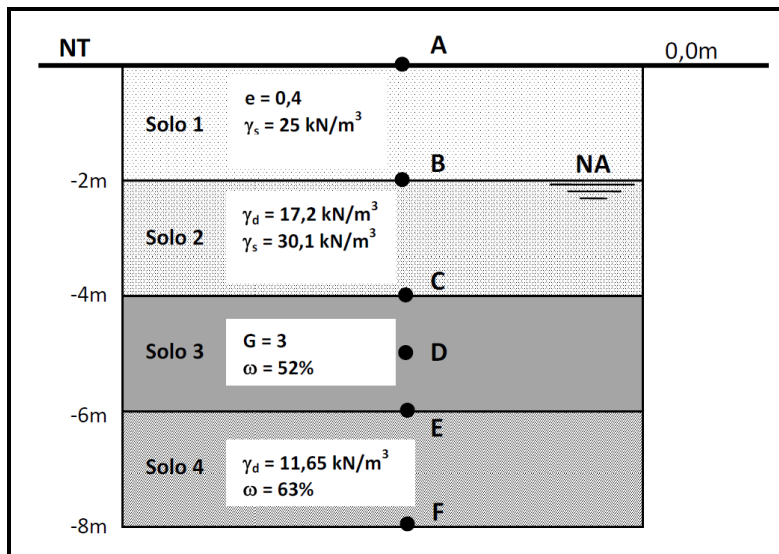 NT
A
0,0m
e = 0,4
γs = 25 kN/m³
Solo 1
B
NA
-2m
γd = 17,2 kN/m³
γs = 30,1 kN/m³
Solo 2
C
-4m
G = 3
ω = 52%
Solo 3
D
-6m
E
γd = 11,65 kN/m³
ω = 63%
Solo 4
F
-8m